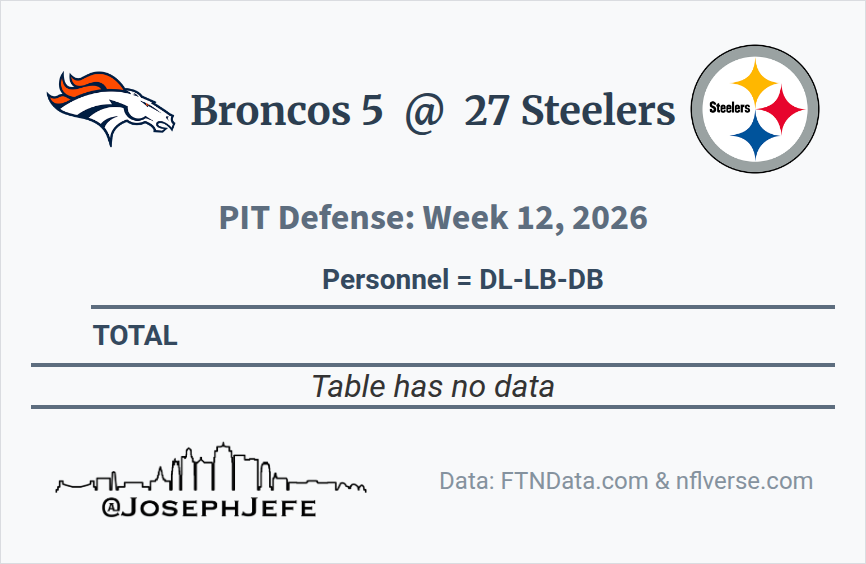 Broncos 5 @ 27 Steelers
Steelers
PIT Defense: Week 12, 2026
Personnel = DL-LB-DB
TOTAL
Table has no data
@JosephJefe
Data: FTNData.com & nflverse.com